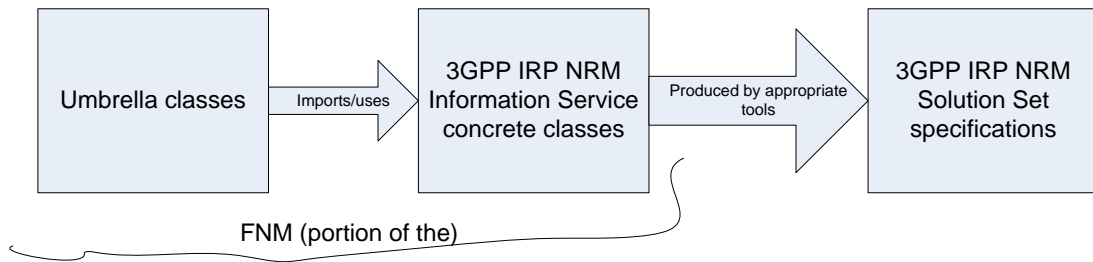 Umbrella classes
Imports/uses
3GPP IRP NRM
Information Service
concrete classes
Produced by appropriate
tools
3GPP IRP NRM
Solution Set
specifications
FNM (portion of the)